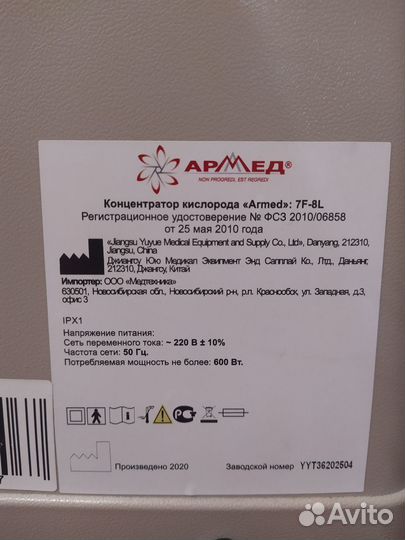 АРМЕД®
NON PROGREDI, EST REGREDI
Концентратор кислорода «Armed»: 7F-8L
Регистрационное удостоверение № ФСЗ 2010/06858
от 25 мая 2010 года
«Jiangsu Yuyue Medical Equipment and Supply Co., Ltd», Danyang, 212310,
Jiangsu, China
Джиангсу Юю Медикал Эквипмент Энд Сапплай Ко., Лтд., Даньянг,
212310, Джангсу, Китай
Импортер: ООО «Медтехника»
630501, Новосибирская обл., Новосибирский р-н, р.п. Краснообск, ул. Западная, д.3,
офис 3
IPX1
Напряжение питания:
Сеть переменного тока: ~ 220 В ± 10%
Частота сети: 50 Гц.
Потребляемая мощность не более: 600 Вт.
Произведено 2020
Заводской номер YYT36202504
Avito